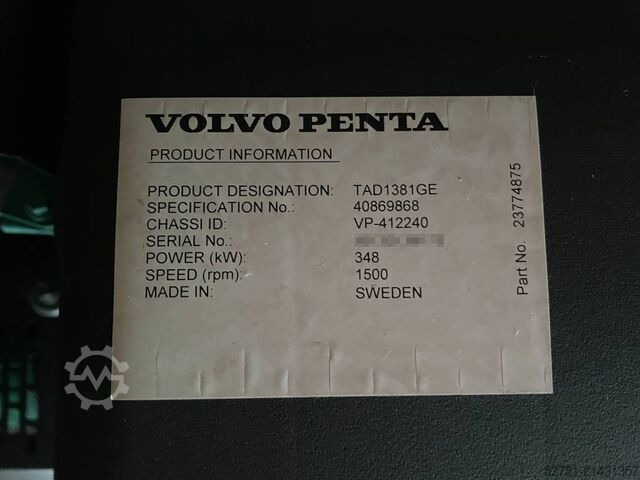 VOLVO PENTA
PRODUCT INFORMATION
PRODUCT DESIGNATION: TAD1381GE
SPECIFICATION No.: 40869868
CHASSI ID: VP-412240
SERIAL No.:
POWER (kW): 348
SPEED (rpm): 1500
MADE IN: SWEDEN
Part No. 23774875